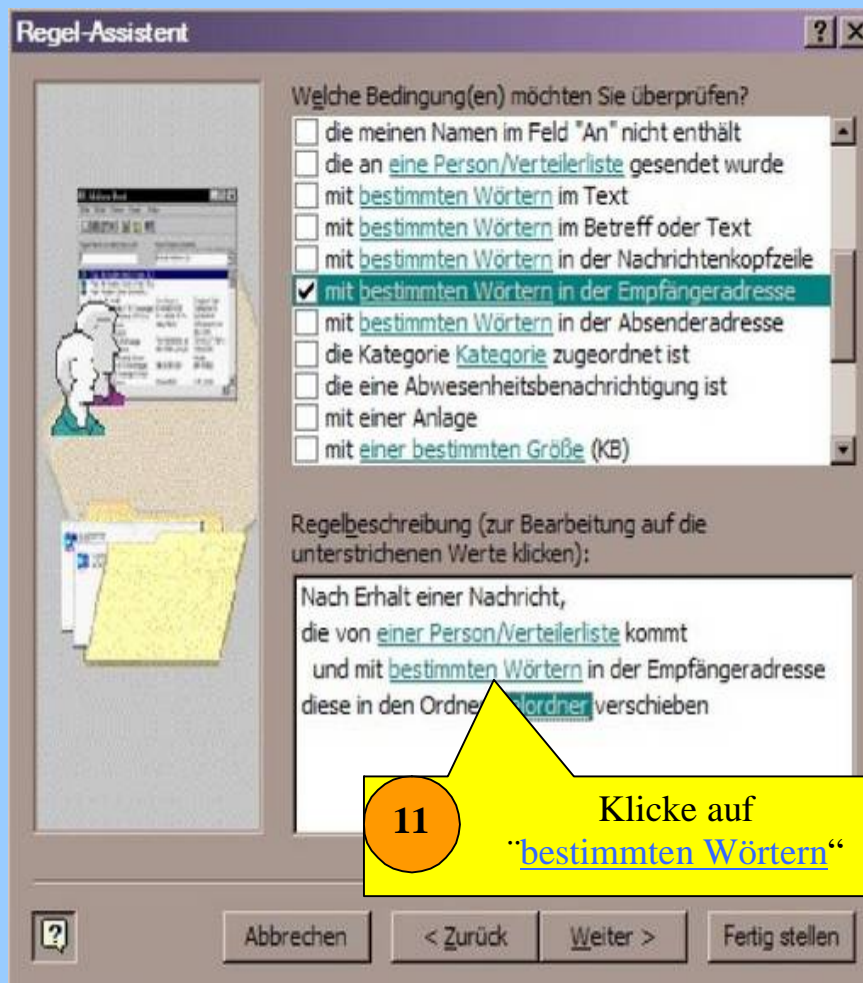 Regel-Assistent
Welche Bedingung(en) möchten Sie überprüfen?
die meinen Namen im Feld "An" nicht enthält
die an eine Person/Verteilerliste gesendet wurde
mit bestimmten Wörtern im Text
mit bestimmten Wörtern im Betreff oder Text
mit bestimmten Wörtern in der Nachrichtenkopfzeile
mit bestimmten Wörtern in der Empfängeradresse
mit bestimmten Wörtern in der Absenderadresse
die Kategorie Kategorie zugeordnet ist
die eine Abwesenheitsbenachrichtigung ist
mit einer Anlage
mit einer bestimmten Größe (KB)
Regelbeschreibung (zur Bearbeitung auf die
unterstrichenen Werte klicken):
Nach Erhalt einer Nachricht,
die von einer Person/Verteilerliste kommt
und mit bestimmten Wörtern in der Empfängeradresse
diese in den verschieben
11
Klicke auf
¨bestimmten Wörtern“
Abbrechen
< Zurück
Weiter >
Fertig stellen